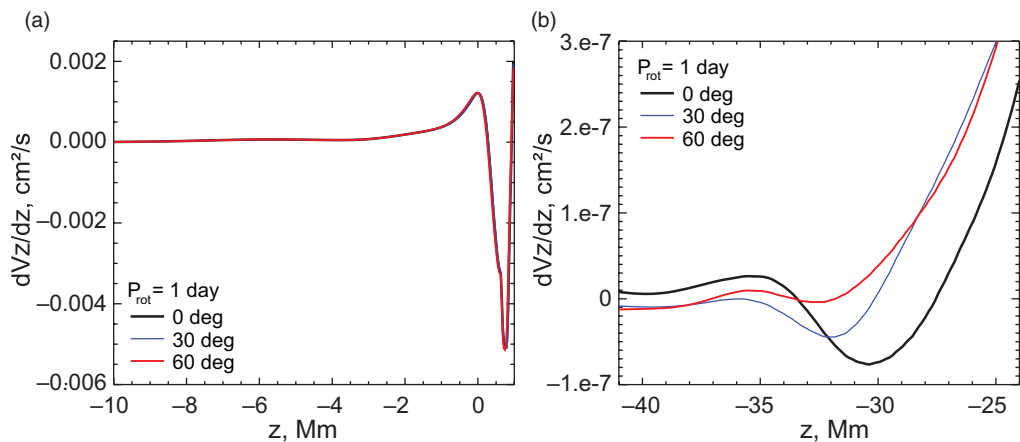 (a)
0.002
0.000
−0.002
−0.004
−0.006
dVz/dz, cm²/s
P_rot = 1 day
0 deg
30 deg
60 deg
−10
−8
−6
−4
−2
0
z, Mm
(b)
3.e-7
2.e-7
1.e-7
0
−1.e-7
dVz/dz, cm²/s
P_rot = 1 day
0 deg
30 deg
60 deg
−40
−35
−30
−25
z, Mm